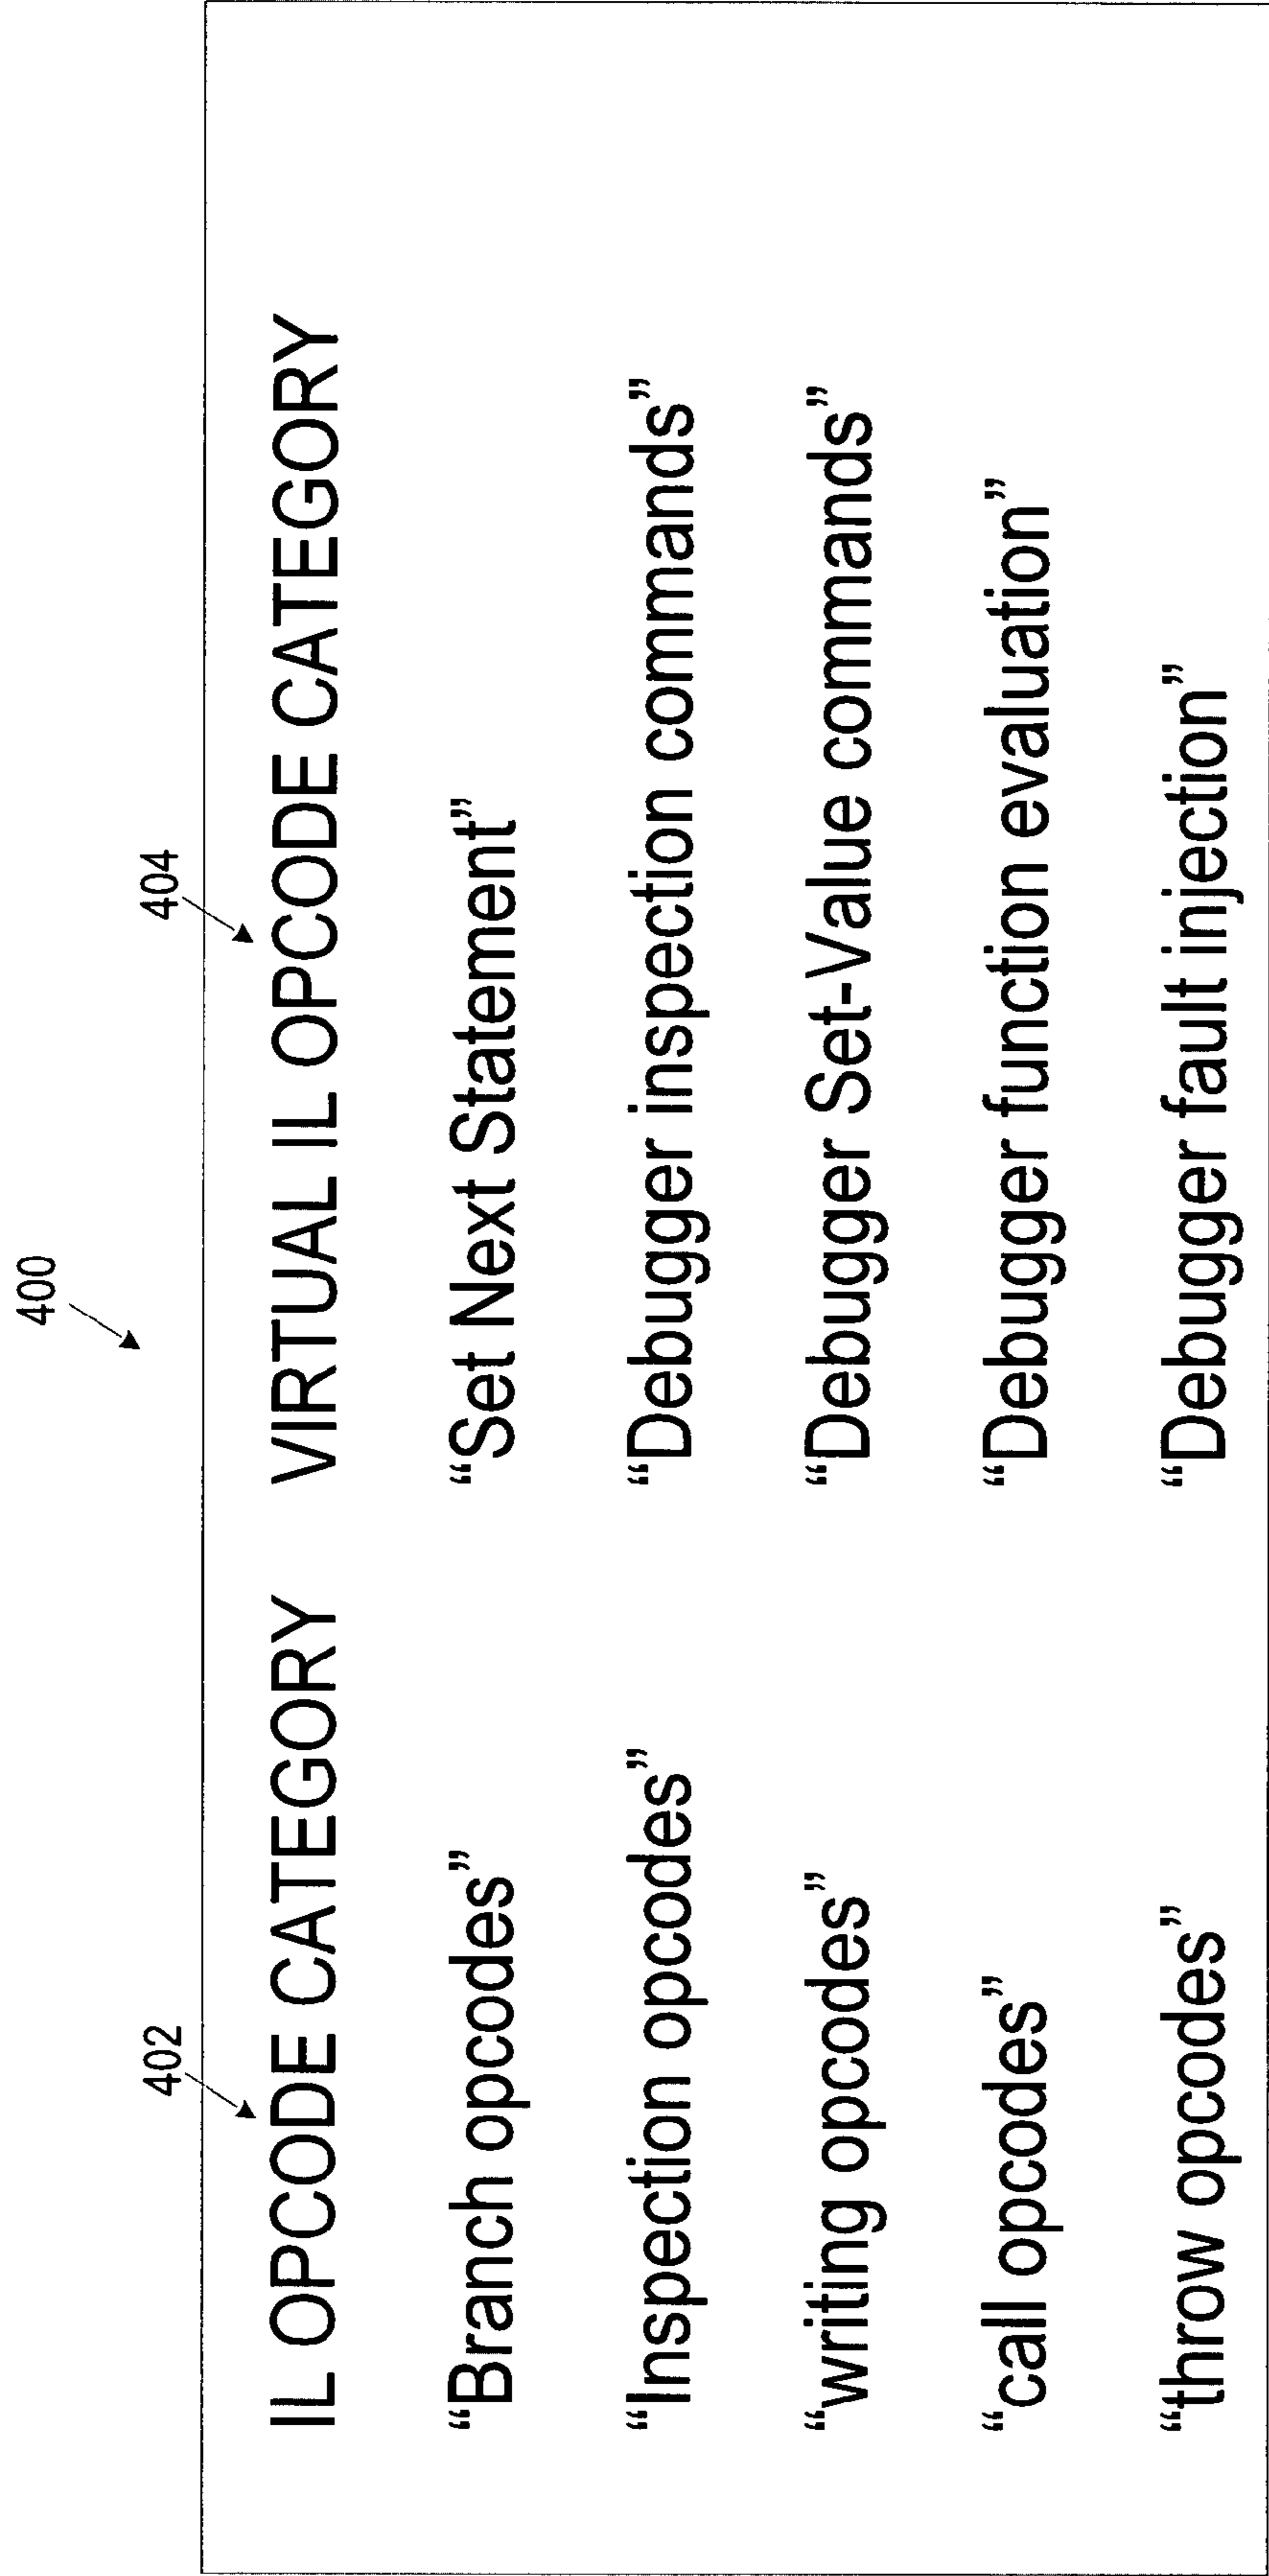 400
402
404
IL OPCODE CATEGORY VIRTUAL IL OPCODE CATEGORY
“Branch opcodes” “Set Next Statement”
“Inspection opcodes” “Debugger inspection commands”
“writing opcodes” “Debugger Set-Value commands”
“call opcodes” “Debugger function evaluation”
“throw opcodes” “Debugger fault injection”